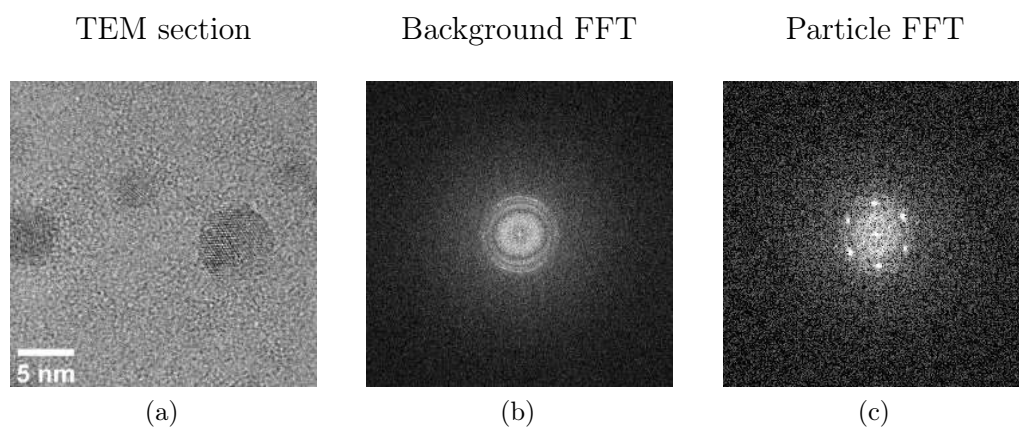 TEM section
Background FFT
Particle FFT
5 nm
(a)
(b)
(c)